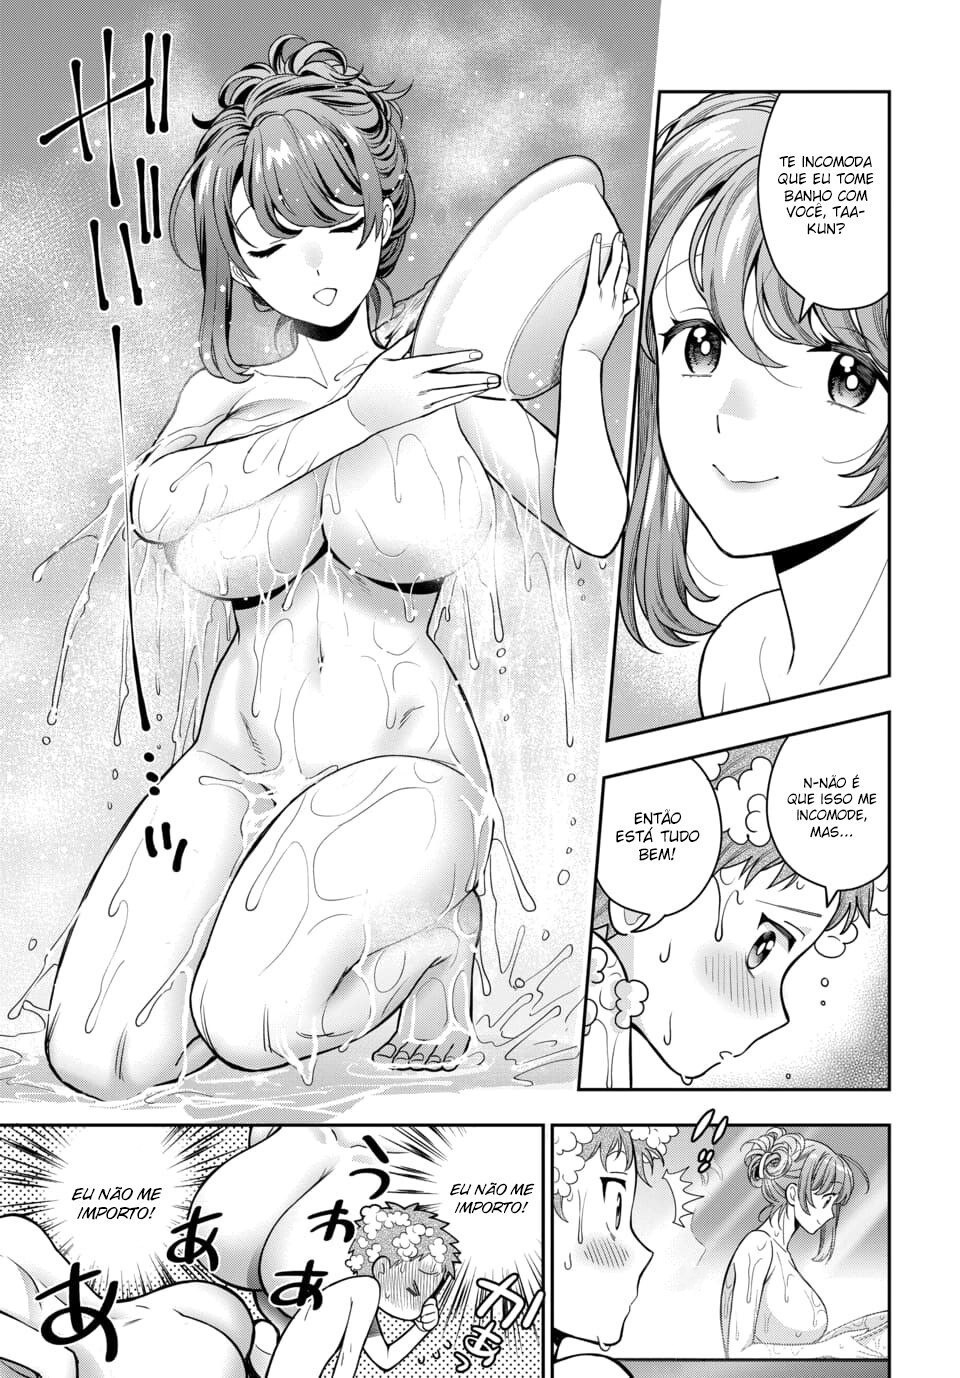 TE INCOMODA
QUE EU TOME
BANHO COM
VOCÊ, TAA-
KUN?
N-NÃO É
QUE ISSO ME
INCOMODE,
MAS...
ENTÃO
ESTÁ TUDO
BEM!
EU NÃO ME
IMPORTO!
EU NÃO ME
IMPORTO!